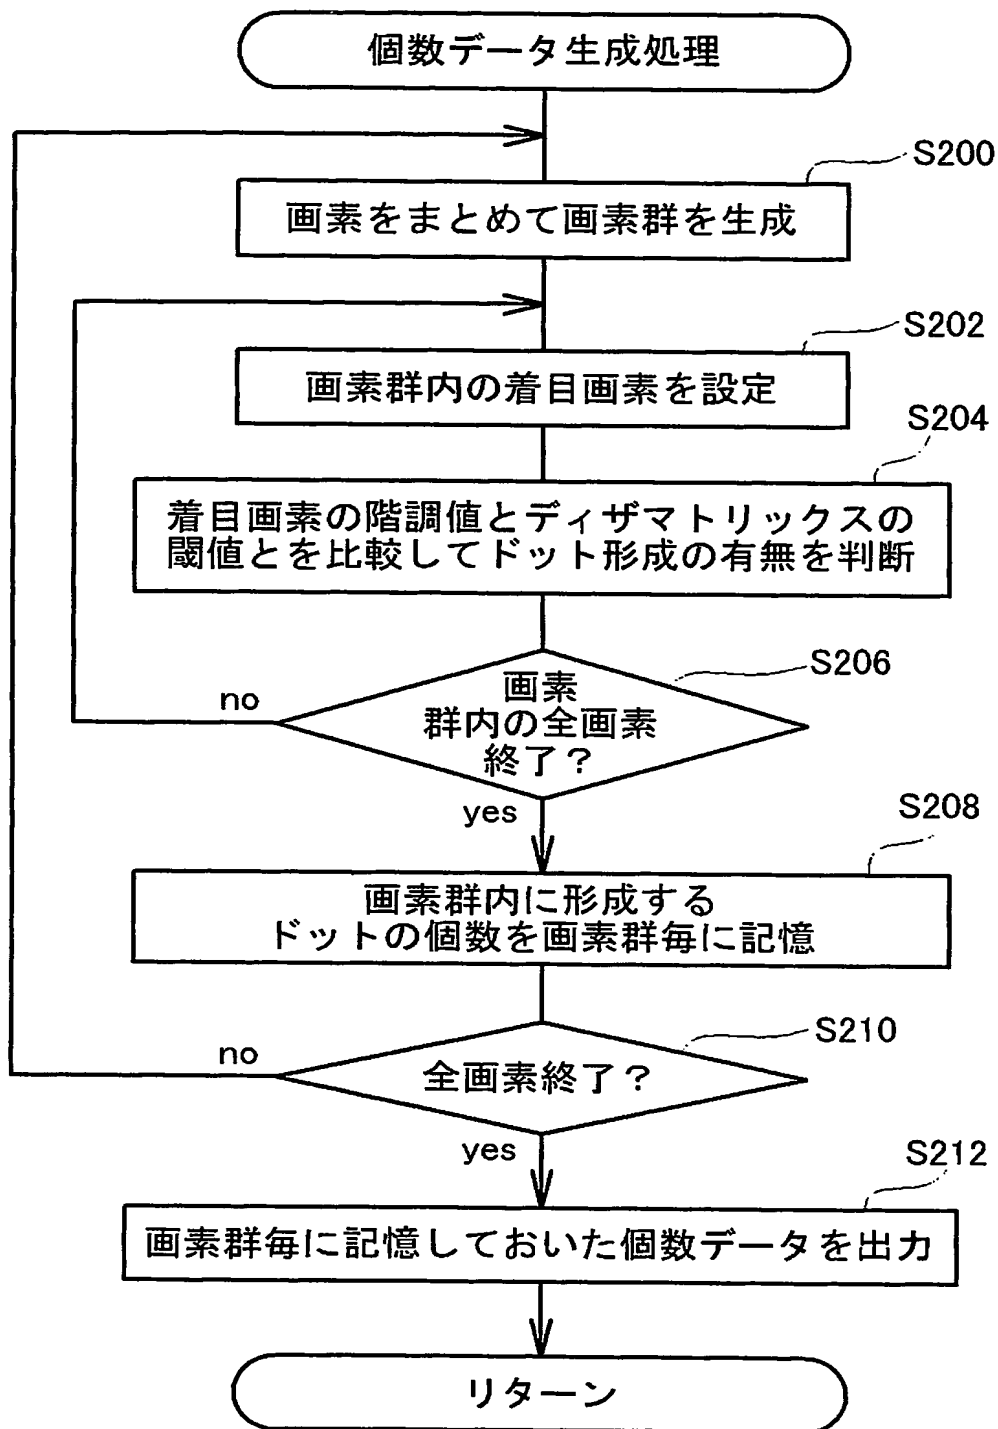 個数データ生成処理
S200
画素をまとめて画素群を生成
S202
画素群内の着目画素を設定
S204
着目画素の階調値とディザマトリックスの
閾値とを比較してドット形成の有無を判断
S206
画素
群内の全画素
終了？
no
yes
S208
画素群内に形成する
ドットの個数を画素群毎に記憶
S210
全画素終了？
no
yes
S212
画素群毎に記憶しておいた個数データを出力
リターン